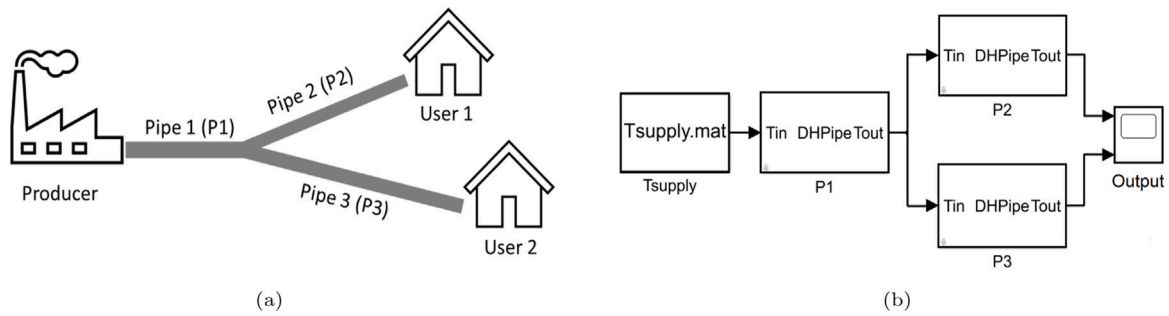 Pipe 1 (P1)
Pipe 2 (P2)
Pipe 3 (P3)
Producer
User 1
User 2
(a)
Tsupply.mat
Tsupply
Tin DHPipe Tout
P1
Tin DHPipe Tout
P2
Tin DHPipe Tout
P3
Output
(b)